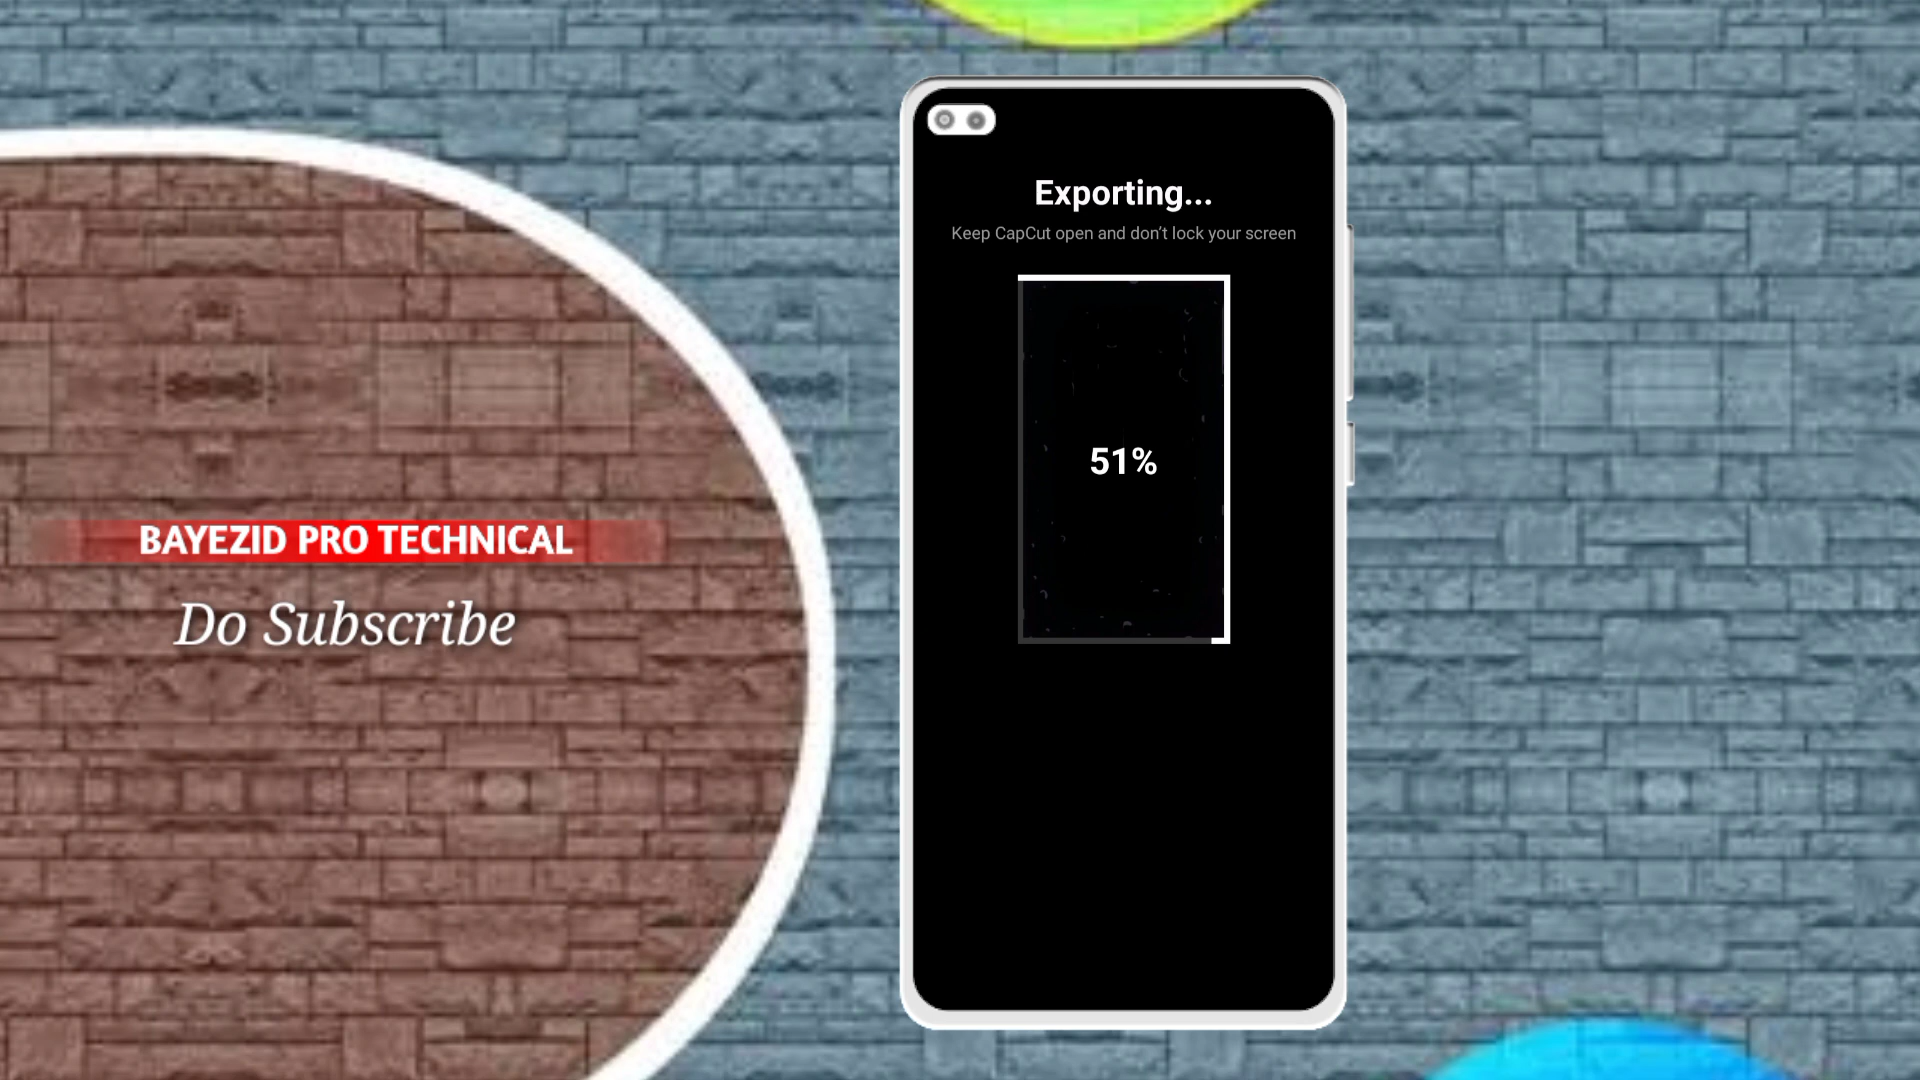 BAYEZID PRO TECHNICAL
Do Subscribe
Exporting...
Keep CapCut open and don’t lock your screen
51%